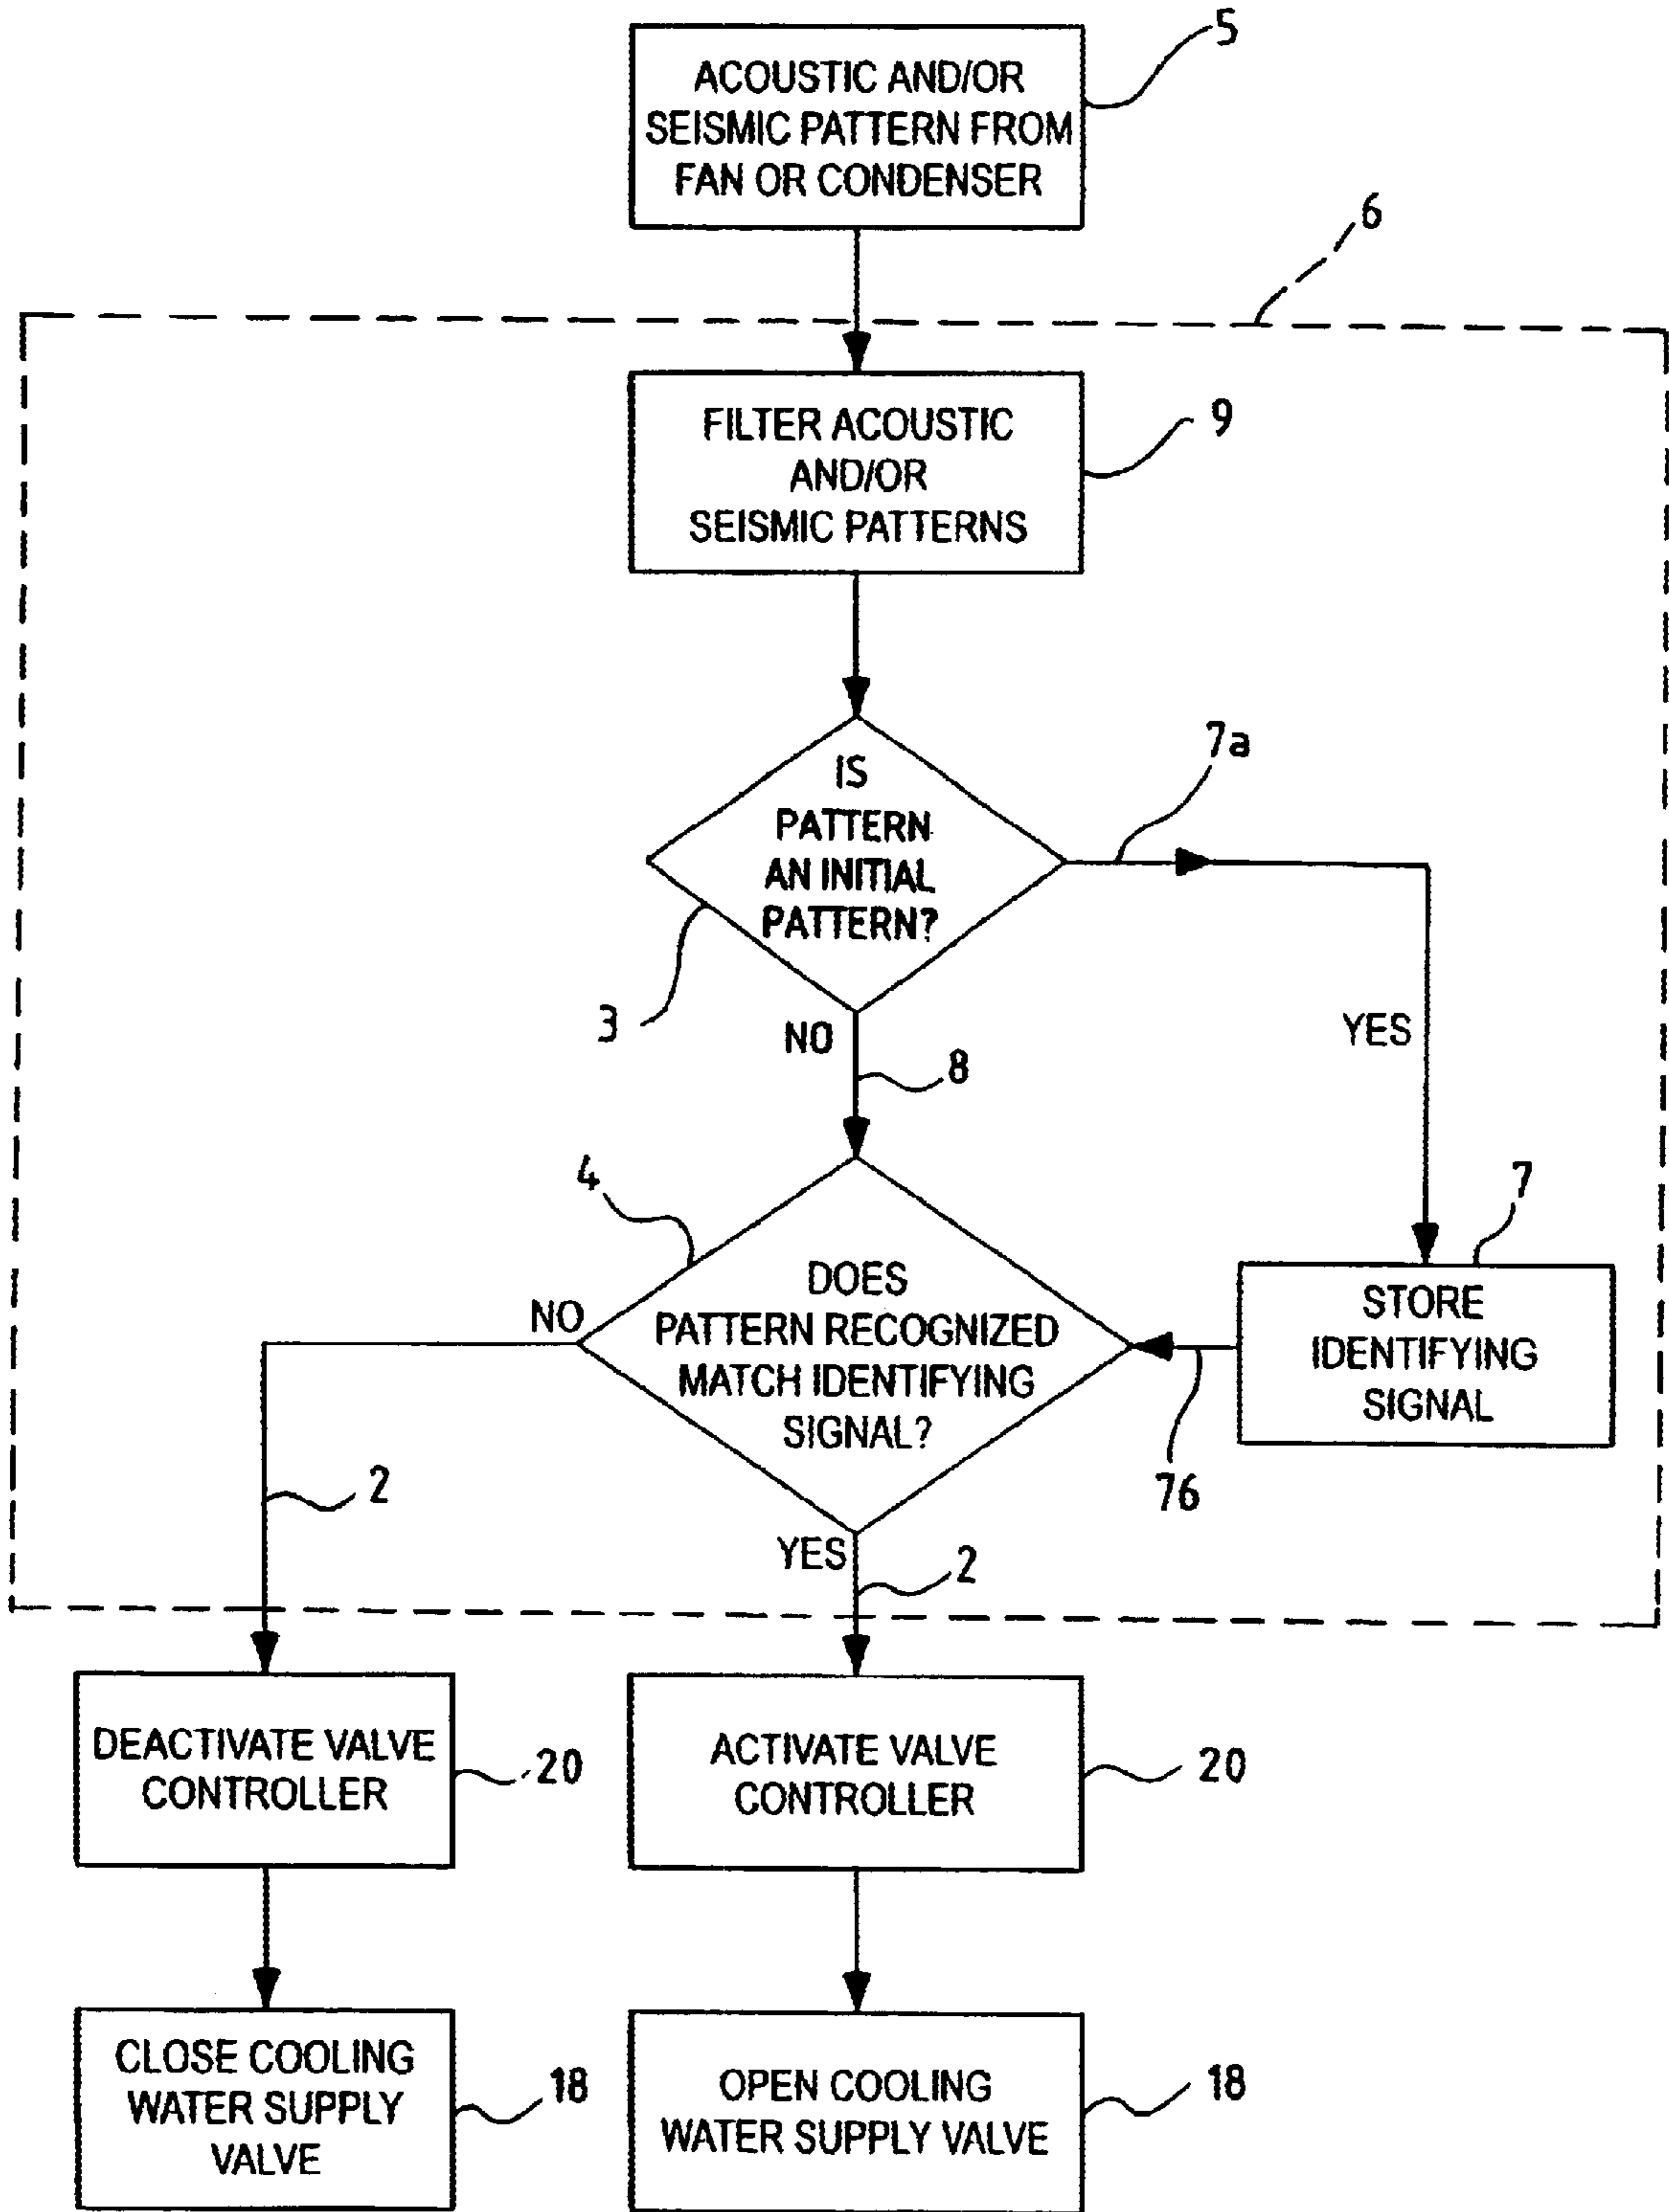 5
ACOUSTIC AND/OR
SEISMIC PATTERN FROM
FAN OR CONDENSER
6
FILTER ACOUSTIC
AND/OR
SEISMIC PATTERNS
9
IS
PATTERN
AN INITIAL
PATTERN?
7a
3
NO
YES
8
4
7
DOES
PATTERN RECOGNIZED
MATCH IDENTIFYING
SIGNAL?
STORE
IDENTIFYING
SIGNAL
NO
76
2
YES
2
DEACTIVATE VALVE
CONTROLLER
20
ACTIVATE VALVE
CONTROLLER
20
CLOSE COOLING
WATER SUPPLY
VALVE
18
OPEN COOLING
WATER SUPPLY VALVE
18